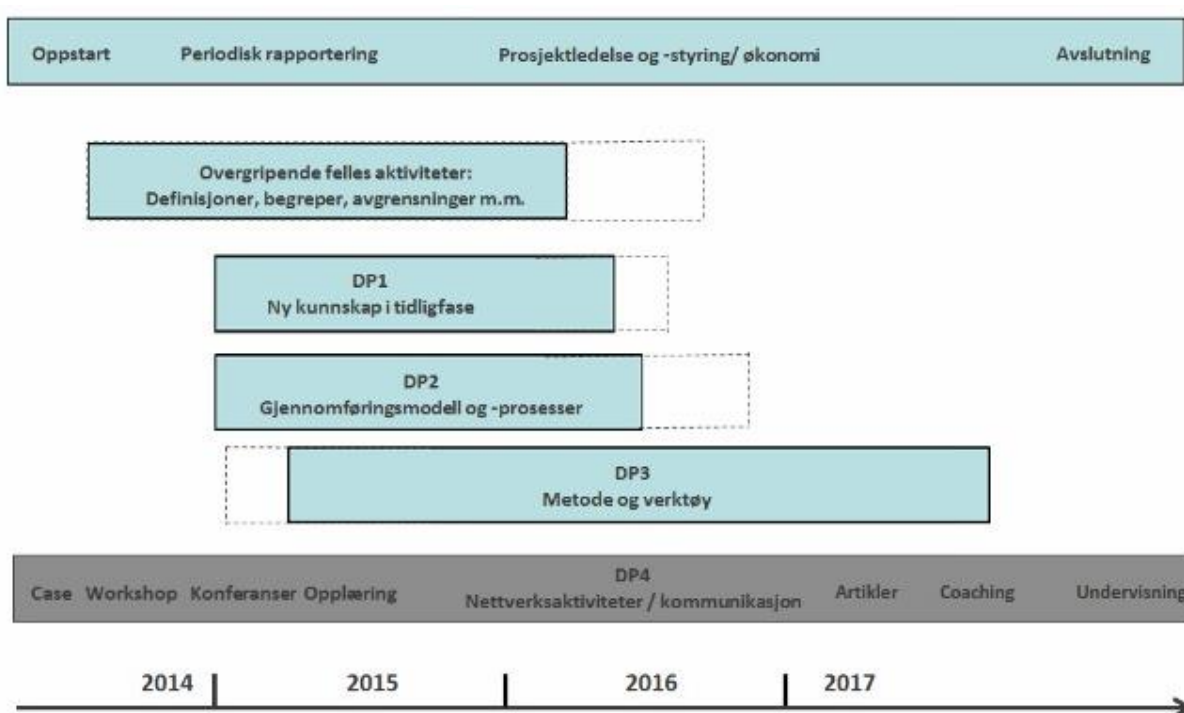 Oppstart Periodisk rapportering Prosjektledelse og -styring/ økonomi Avslutning
Overgripende felles aktiviteter:
Definisjoner, begreper, avgrensninger m.m.
DP1
Ny kunnskap i tidligfase
DP2
Gjennomføringsmodell og -prosesser
DP3
Metode og verktøy
DP4
Case Workshop Konferanser Opplæring Nettverksaktiviteter / kommunikasjon Artikler Coaching Undervisning
2014 2015 2016 2017